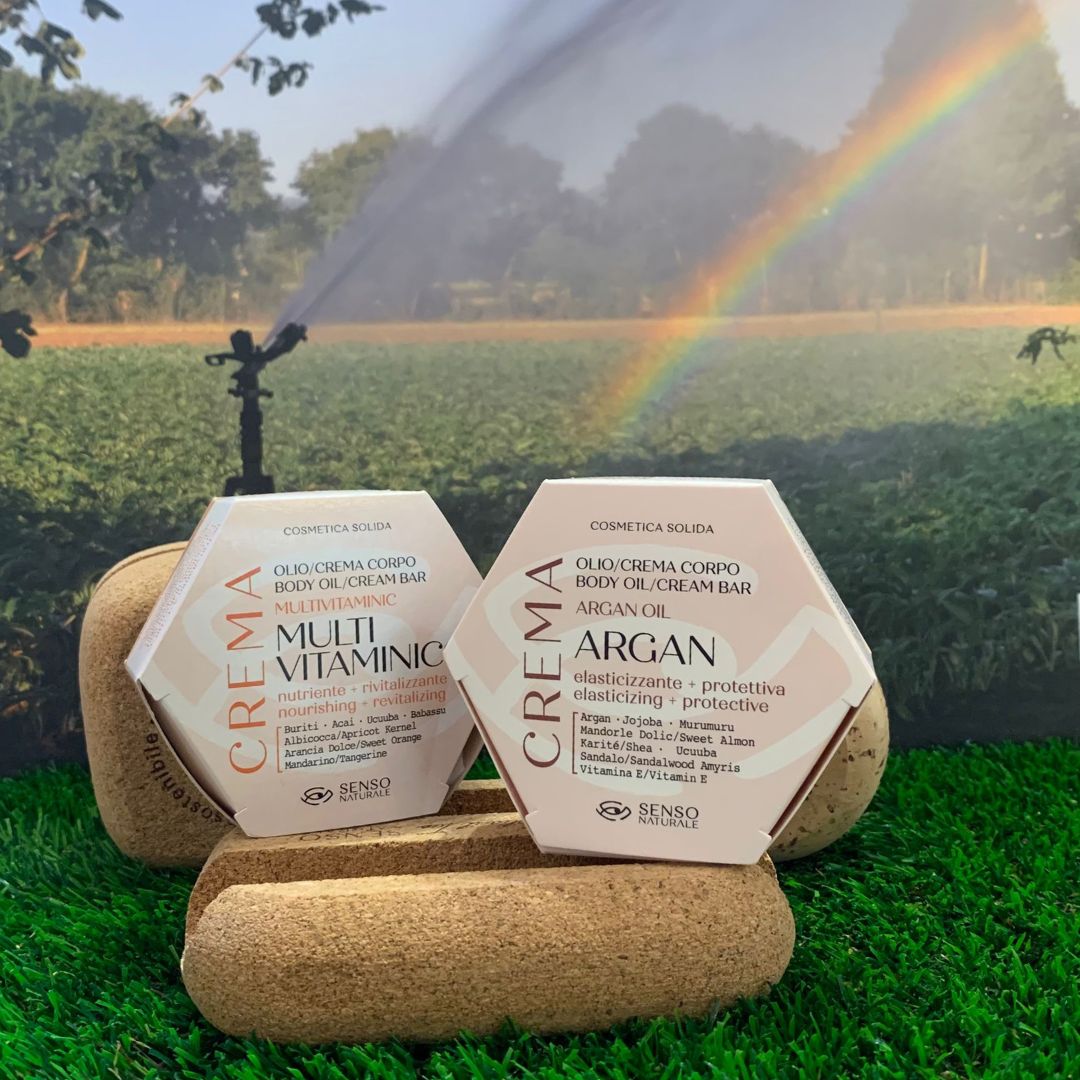 COSMETICA SOLIDA
CREMA
OLIO/CREMA CORPO
BODY OIL/CREAM BAR
MULTIVITAMINIC
MULTI
VITAMINIC
nutriente + rivitalizzante
nourishing + revitalizing
Buriti · Acai · Ucuuba · Babassu
Albicocca/Apricot Kernel
Arancia Dolce/Sweet Orange
Mandarino/Tangerine
SENSO
NATURALE
COSMETICA SOLIDA
CREMA
OLIO/CREMA CORPO
BODY OIL/CREAM BAR
ARGAN OIL
ARGAN
elasticizzante + protettiva
elasticizing + protective
Argan · Jojoba · Murumuru
Mandorle Dolic/Sweet Almon
Karité/Shea · Ucuuba
Sandalo/Sandalwood Amyris
Vitamina E/Vitamin E
SENSO
NATURALE
sostenibile